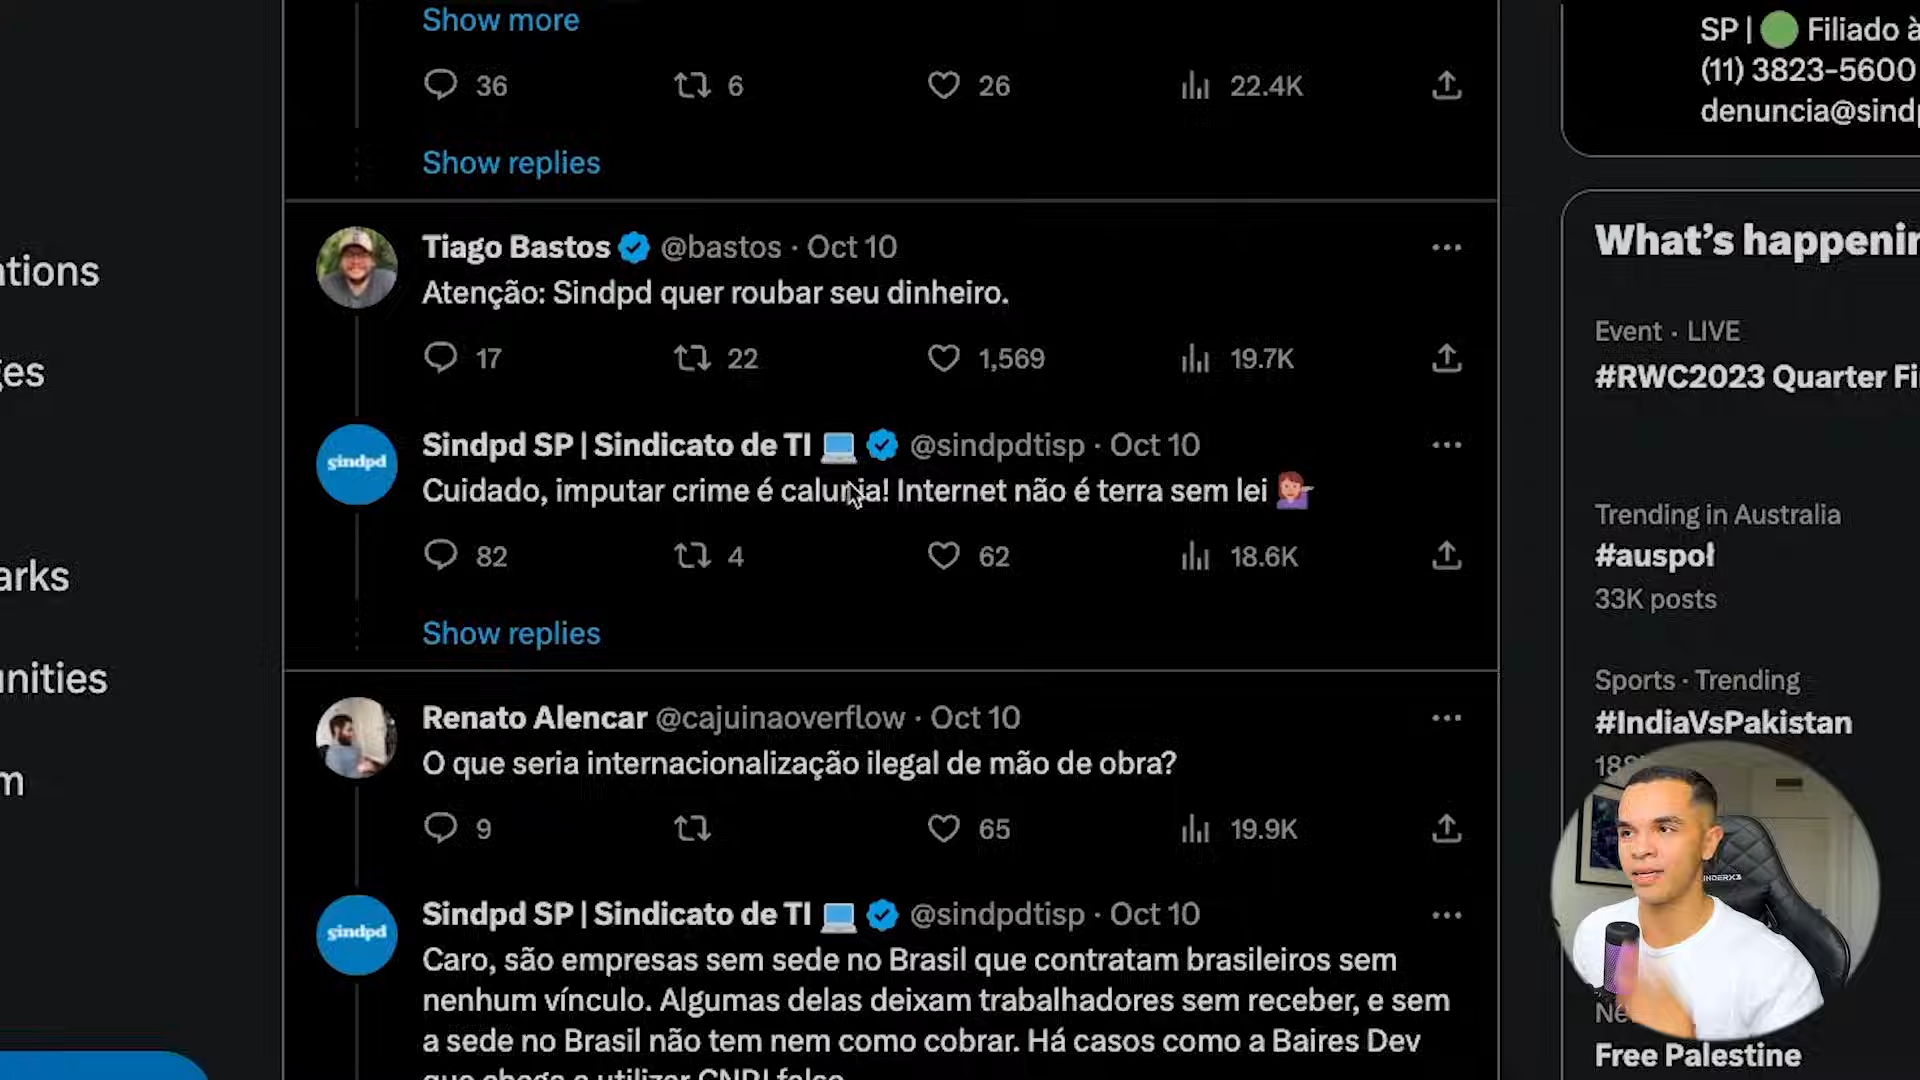 Show more
36 6 26 22.4K
Show replies
Tiago Bastos @bastos · Oct 10
Atenção: Sindpd quer roubar seu dinheiro.
17 22 1,569 19.7K
sindpd
Sindpd SP | Sindicato de TI @sindpdtisp · Oct 10
Cuidado, imputar crime é calunia! Internet não é terra sem lei
82 4 62 18.6K
Show replies
Renato Alencar @cajuinaoverflow · Oct 10
O que seria internacionalização ilegal de mão de obra?
9 65 19.9K
sindpd
Sindpd SP | Sindicato de TI @sindpdtisp · Oct 10
Caro, são empresas sem sede no Brasil que contratam brasileiros sem
nenhum vínculo. Algumas delas deixam trabalhadores sem receber, e sem
a sede no Brasil não tem nem como cobrar. Há casos como a Baires Dev
SP | Filiado à
(11) 3823-5600
denuncia@sindp
What's happenin
Event · LIVE
#RWC2023 Quarter Fi
Trending in Australia
#auspol
33K posts
Sports · Trending
#IndiaVsPakistan
Free Palestine